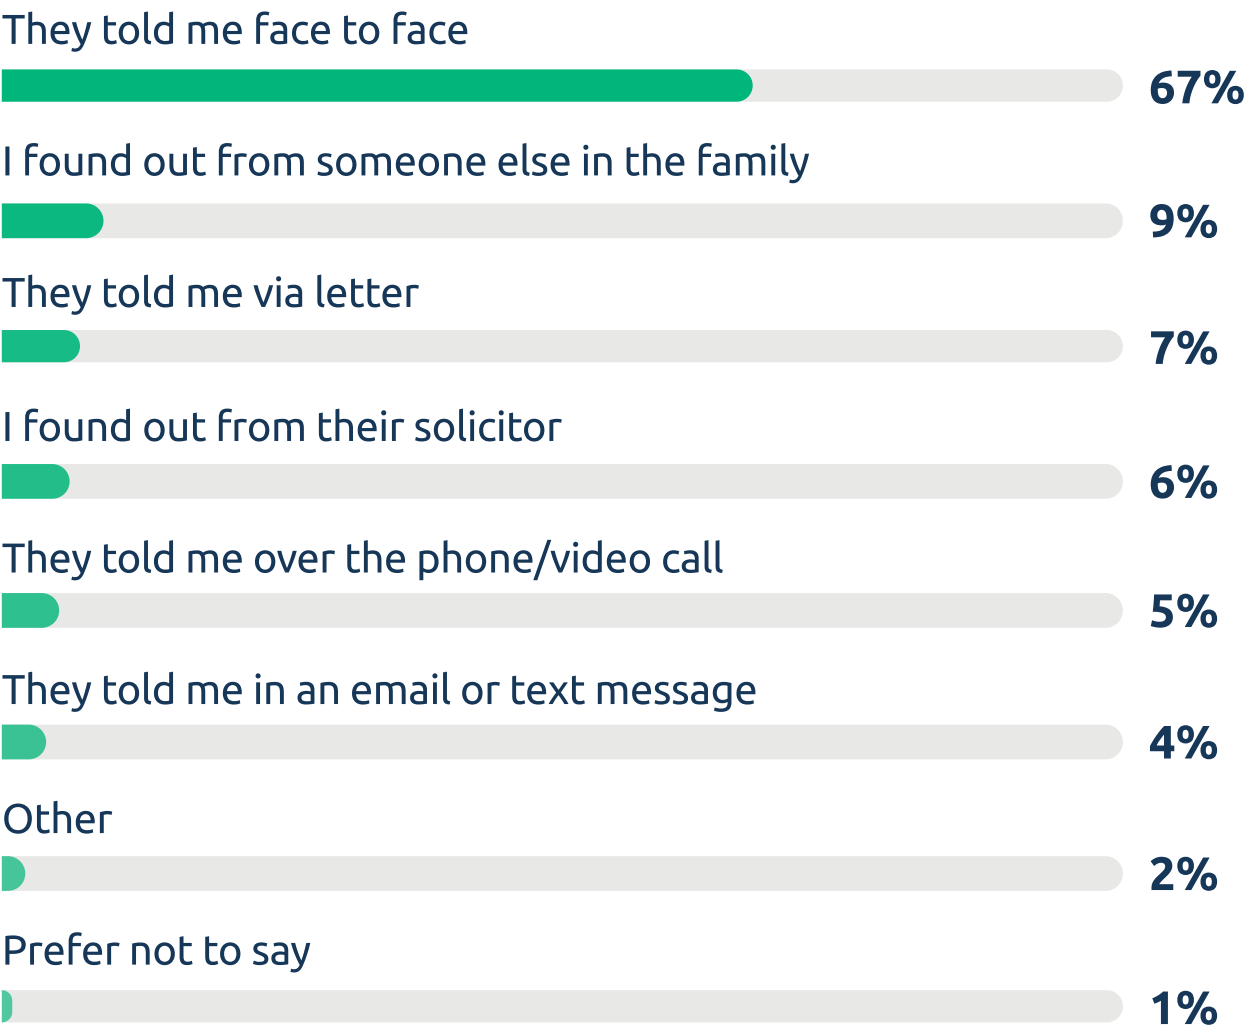 They told me face to face
67%
I found out from someone else in the family
9%
They told me via letter
7%
I found out from their solicitor
6%
They told me over the phone/video call
5%
They told me in an email or text message
4%
Other
2%
Prefer not to say
1%